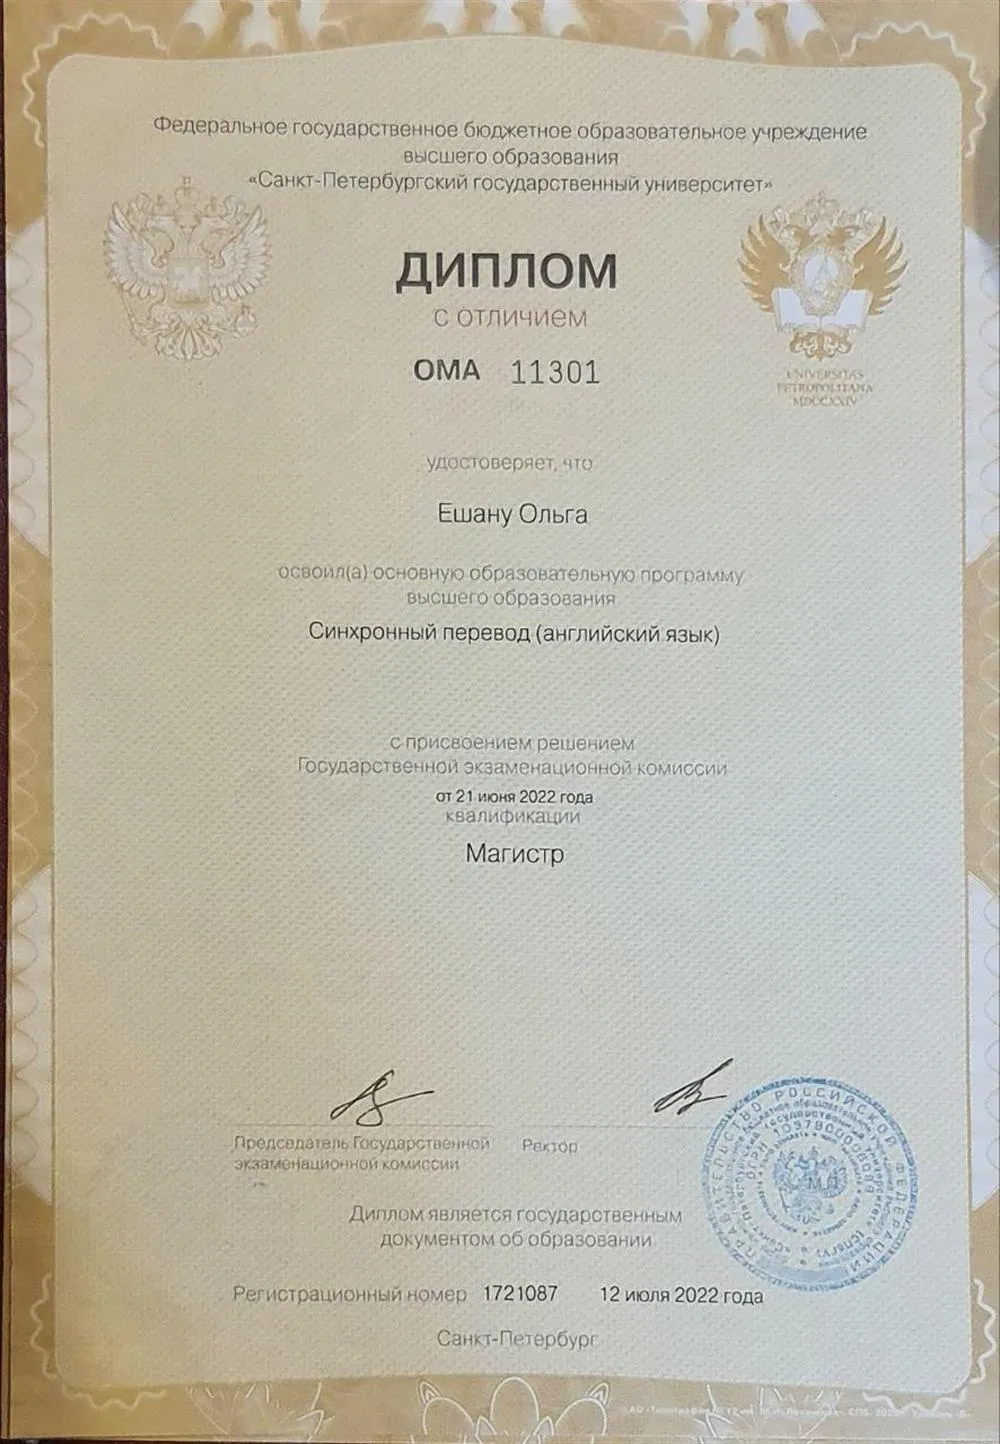 Федеральное государственное бюджетное образовательное учреждение
высшего образования
«Санкт-Петербургский государственный университет»
ДИПЛОМ
с отличием
ОМА 11301
UNIVERSITAS
PETROPOLITANA
MDCCXXIV
удостоверяет, что
Ешану Ольга
освоил(а) основную образовательную программу
высшего образования
Синхронный перевод (английский язык)
с присвоением решением
Государственной экзаменационной комиссии
от 21 июня 2022 года
квалификации
Магистр
Председатель Государственной
экзаменационной комиссии
Ректор
ПРАВИТЕЛЬСТВО РОССИЙСКОЙ ФЕДЕРАЦИИ
М.П.
Диплом является государственным
документом об образовании
Регистрационный номер 1721087 12 июля 2022 года
Санкт-Петербург